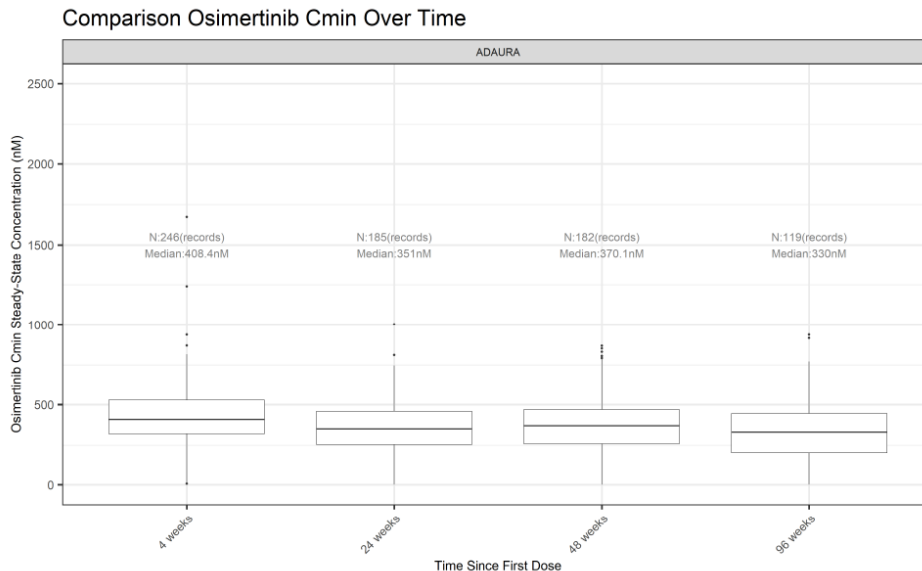 Comparison Osimertinib Cmin Over Time
ADAURA
Osimertinib Cmin Steady-State Concentration (nM)
2500
2000
1500
1000
500
0
N:246(records)
Median:408.4nM
N:185(records)
Median:351nM
N:182(records)
Median:370.1nM
N:119(records)
Median:330nM
4 weeks
24 weeks
48 weeks
96 weeks
Time Since First Dose